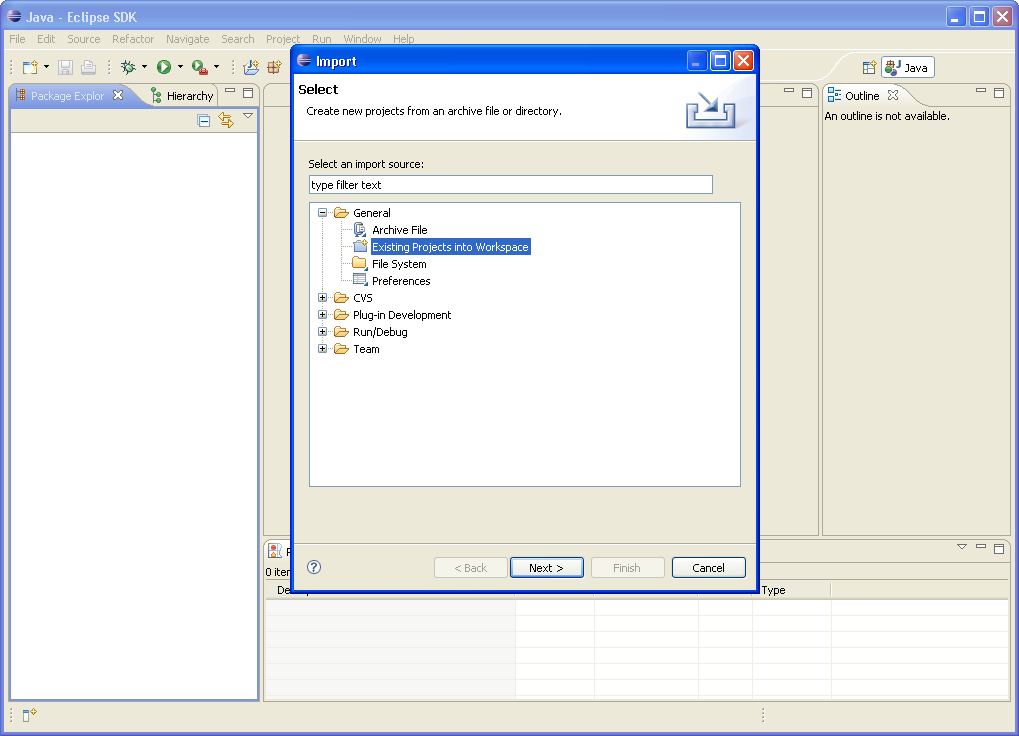 Java - Eclipse SDK
File Edit Source Refactor Navigate Search Project Run Window Help
Java
Package Explor
Hierarchy
Outline
An outline is not available.
Import
Select
Create new projects from an archive file or directory.
Select an import source:
type filter text
General
Archive File
Existing Projects into Workspace
File System
Preferences
CVS
Plug-in Development
Run/Debug
Team
< Back Next > Finish Cancel
0
Type